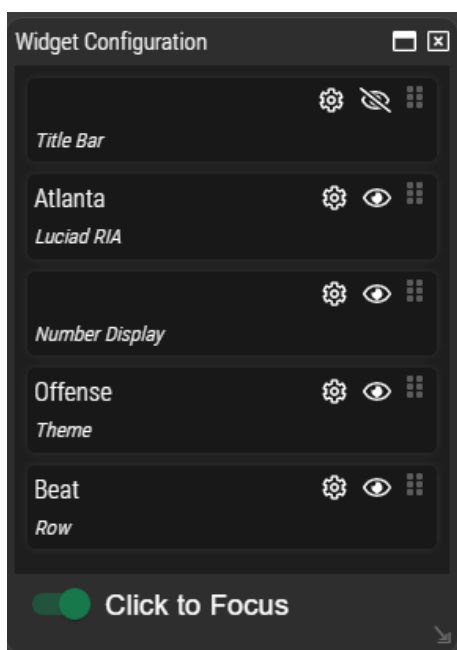 Widget Configuration
Title Bar
Atlanta
Luciad RIA
Number Display
Offense
Theme
Beat
Row
Click to Focus